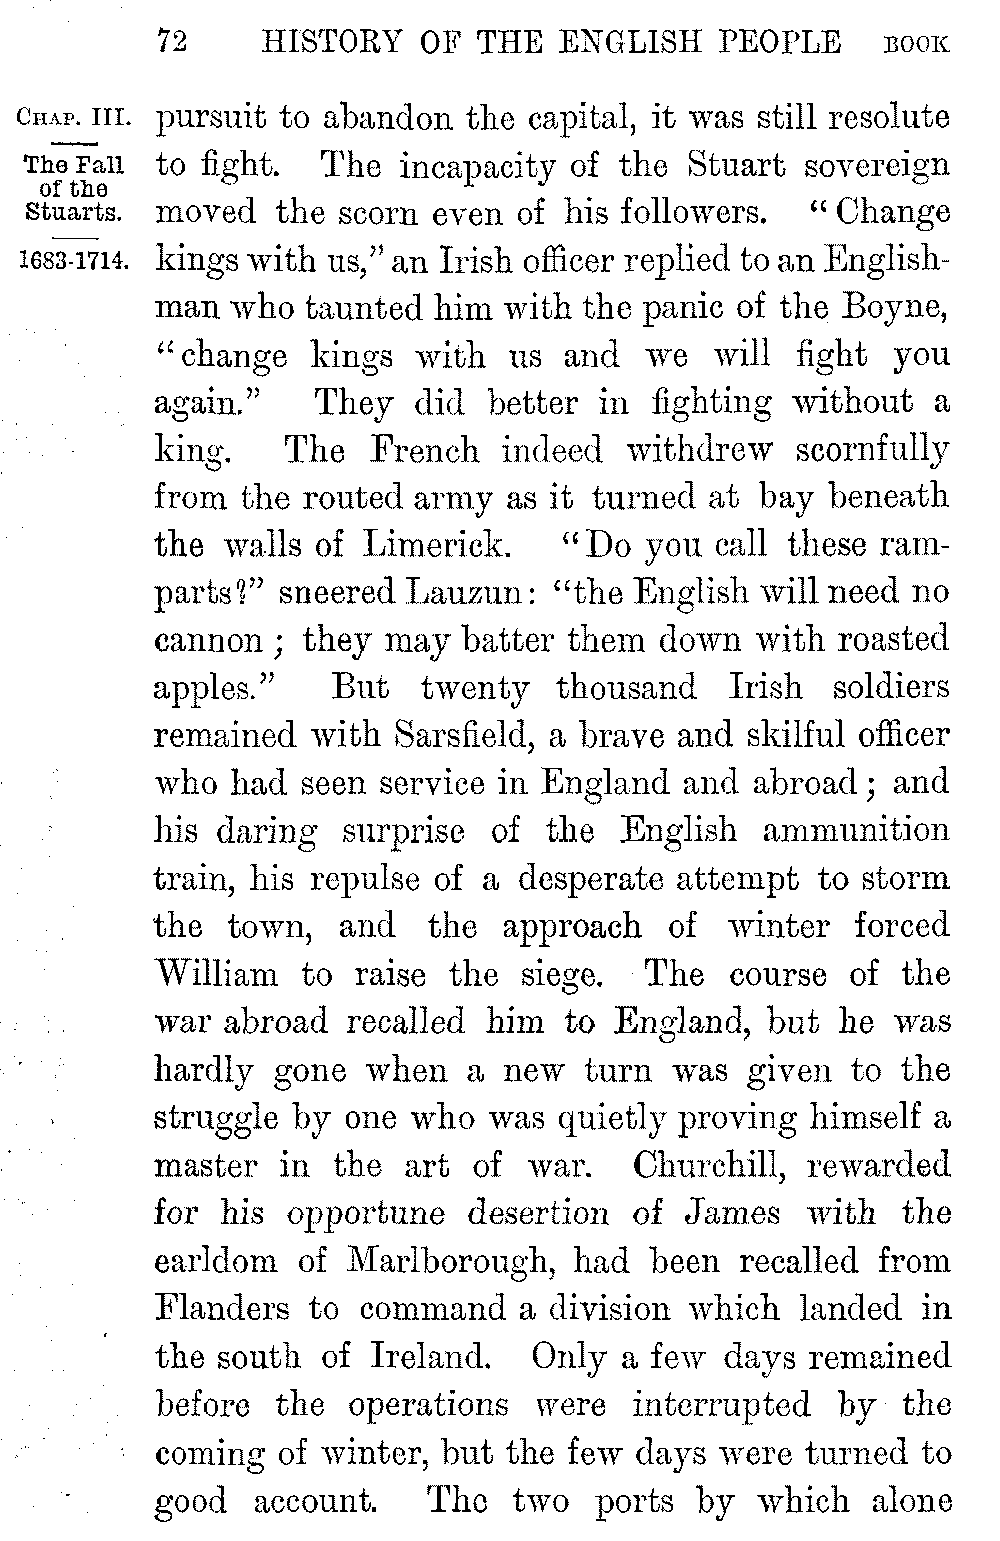 72 HISTORY OF THE ENGLISH PEOPLE BOOK
CHAP. III.
The Fall
of the
Stuarts.
1683-1714.
pursuit to abandon the capital, it was still resolute
to fight. The incapacity of the Stuart sovereign
moved the scorn even of his followers. “Change
kings with us,” an Irish officer replied to an English-
man who taunted him with the panic of the Boyne,
“change kings with us and we will fight you
again.” They did better in fighting without a
king. The French indeed withdrew scornfully
from the routed army as it turned at bay beneath
the walls of Limerick. “Do you call these ram-
parts?” sneered Lauzun: “the English will need no
cannon; they may batter them down with roasted
apples.” But twenty thousand Irish soldiers
remained with Sarsfield, a brave and skilful officer
who had seen service in England and abroad; and
his daring surprise of the English ammunition
train, his repulse of a desperate attempt to storm
the town, and the approach of winter forced
William to raise the siege. The course of the
war abroad recalled him to England, but he was
hardly gone when a new turn was given to the
struggle by one who was quietly proving himself a
master in the art of war. Churchill, rewarded
for his opportune desertion of James with the
earldom of Marlborough, had been recalled from
Flanders to command a division which landed in
the south of Ireland. Only a few days remained
before the operations were interrupted by the
coming of winter, but the few days were turned to
good account. The two ports by which alone